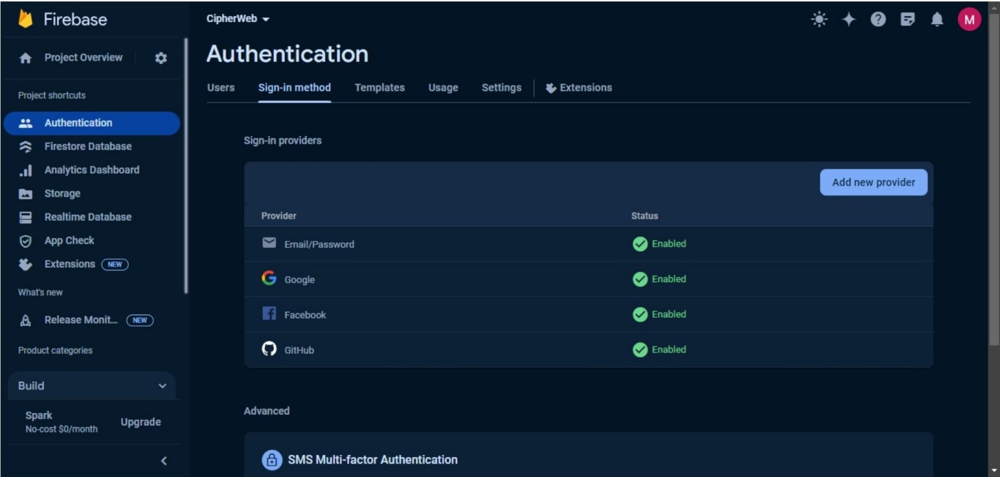 Firebase
CipherWeb
M
Project Overview
Authentication
Project shortcuts
Users Sign-in method Templates Usage Settings Extensions
Authentication
Firestore Database
Analytics Dashboard
Storage
Realtime Database
App Check
Extensions NEW
What's new
Release Monit... NEW
Product categories
Build
Spark
No-cost $0/month
Upgrade
Sign-in providers
Add new provider
Provider Status
Email/Password Enabled
Google Enabled
Facebook Enabled
GitHub Enabled
Advanced
SMS Multi-factor Authentication